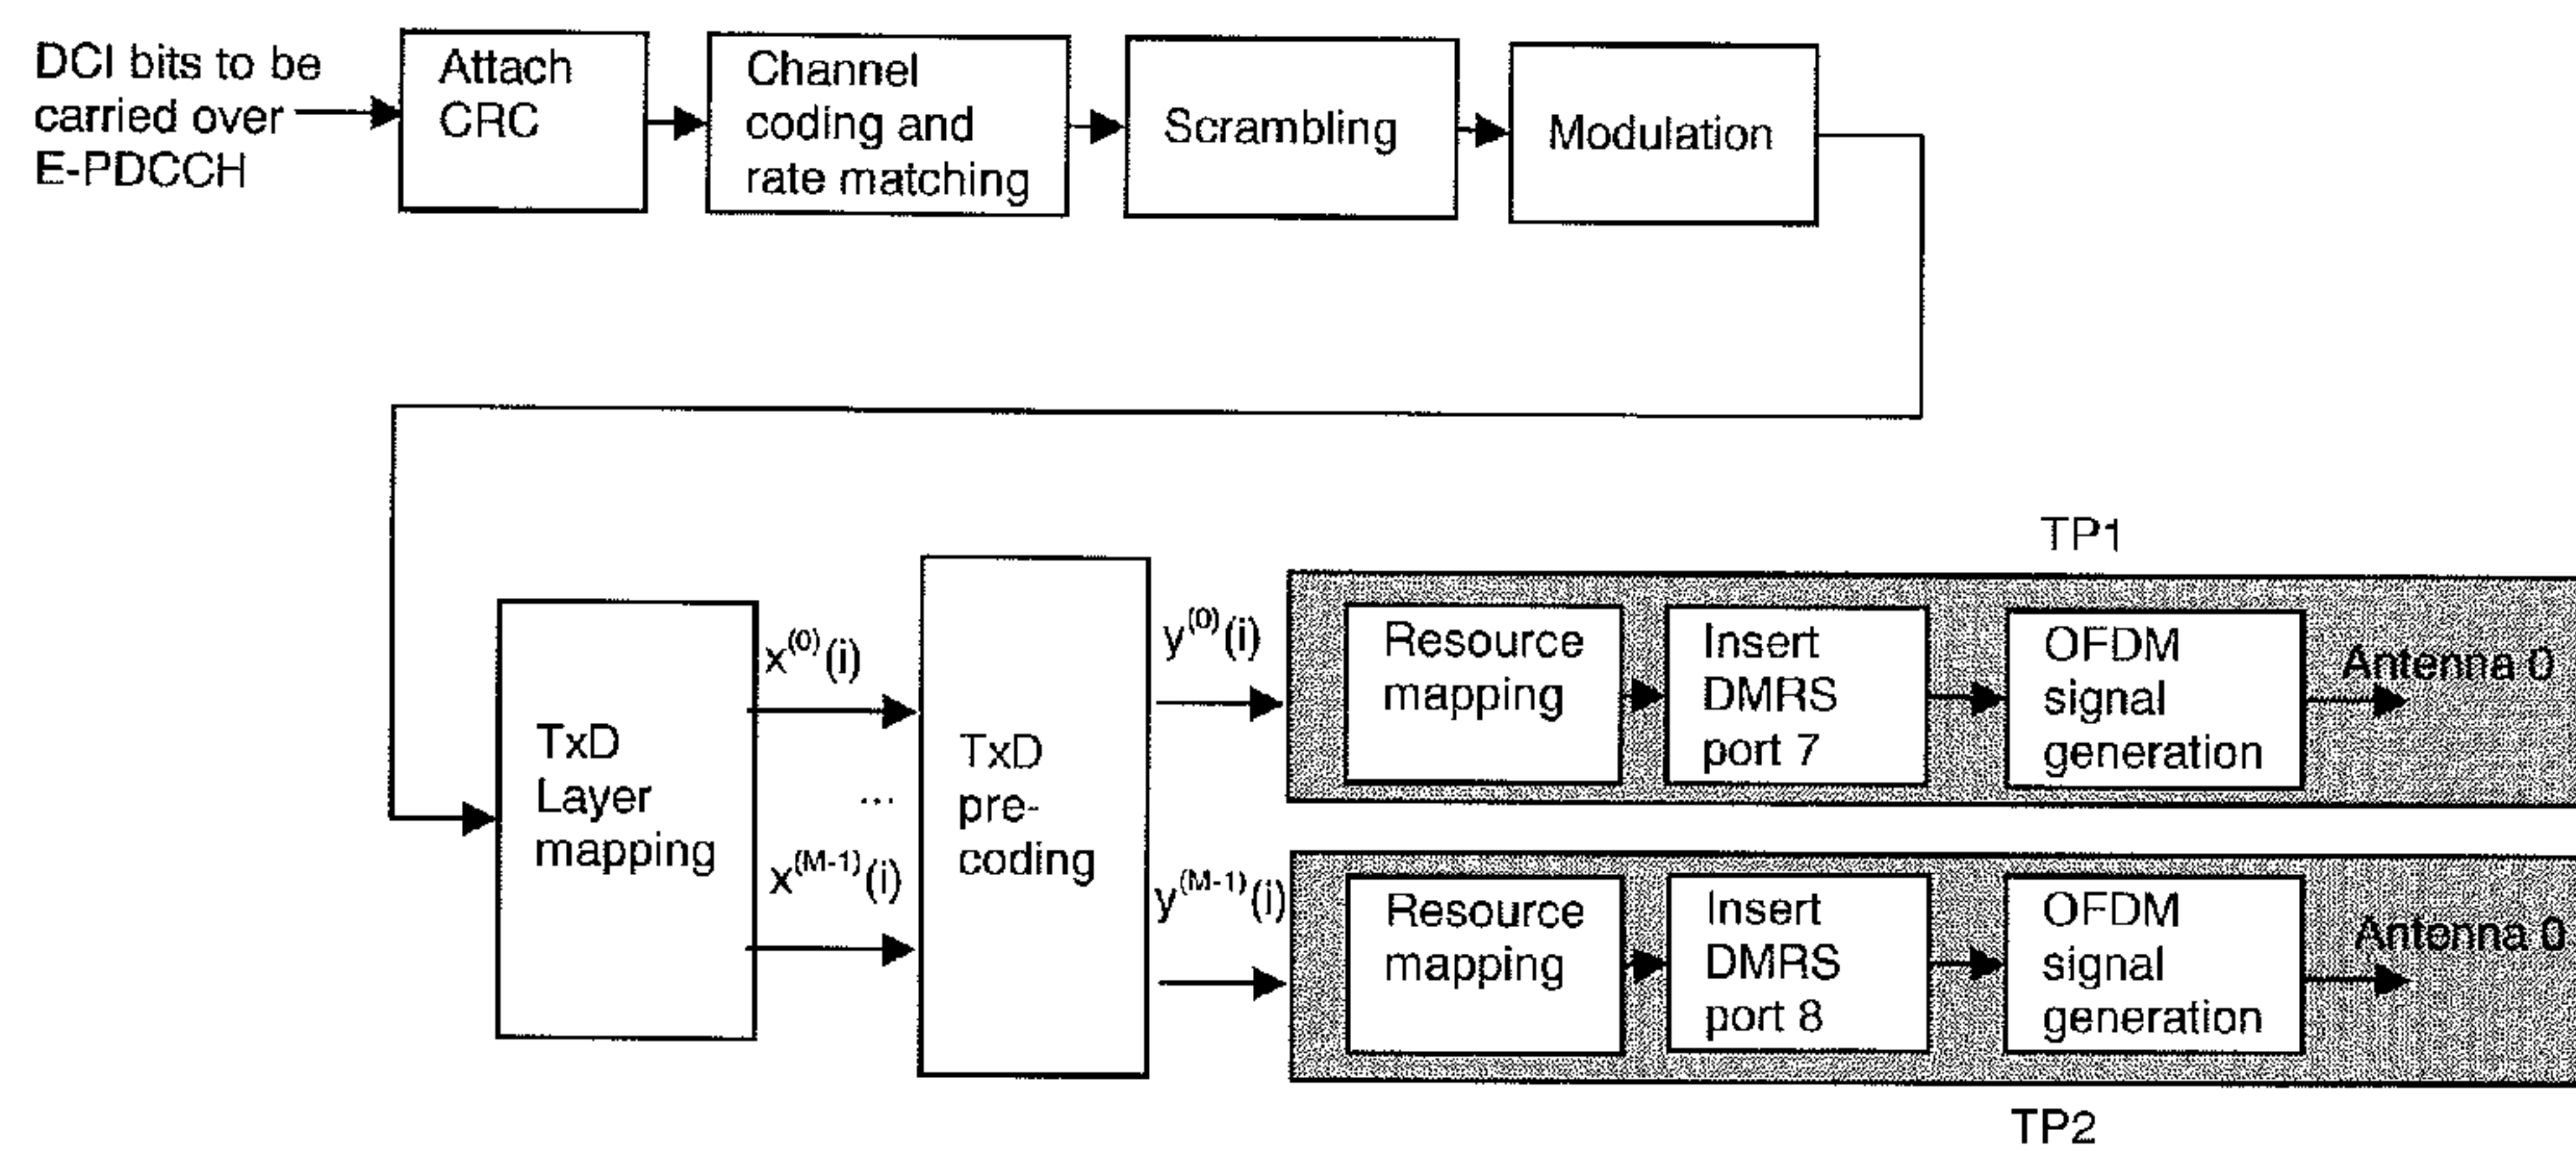 DCI bits to be
carried over
E-PDCCH
Attach
CRC
Channel
coding and
rate matching
Scrambling
Modulation
TxD
Layer
mapping
x(0)(i)
...
x(M-1)(i)
TxD
pre-
coding
y(0)(i)
y(M-1)(i)
TP1
Resource
mapping
Insert
DMRS
port 7
OFDM
signal
generation
Antenna 0
Resource
mapping
Insert
DMRS
port 8
OFDM
signal
generation
Antenna 0
TP2